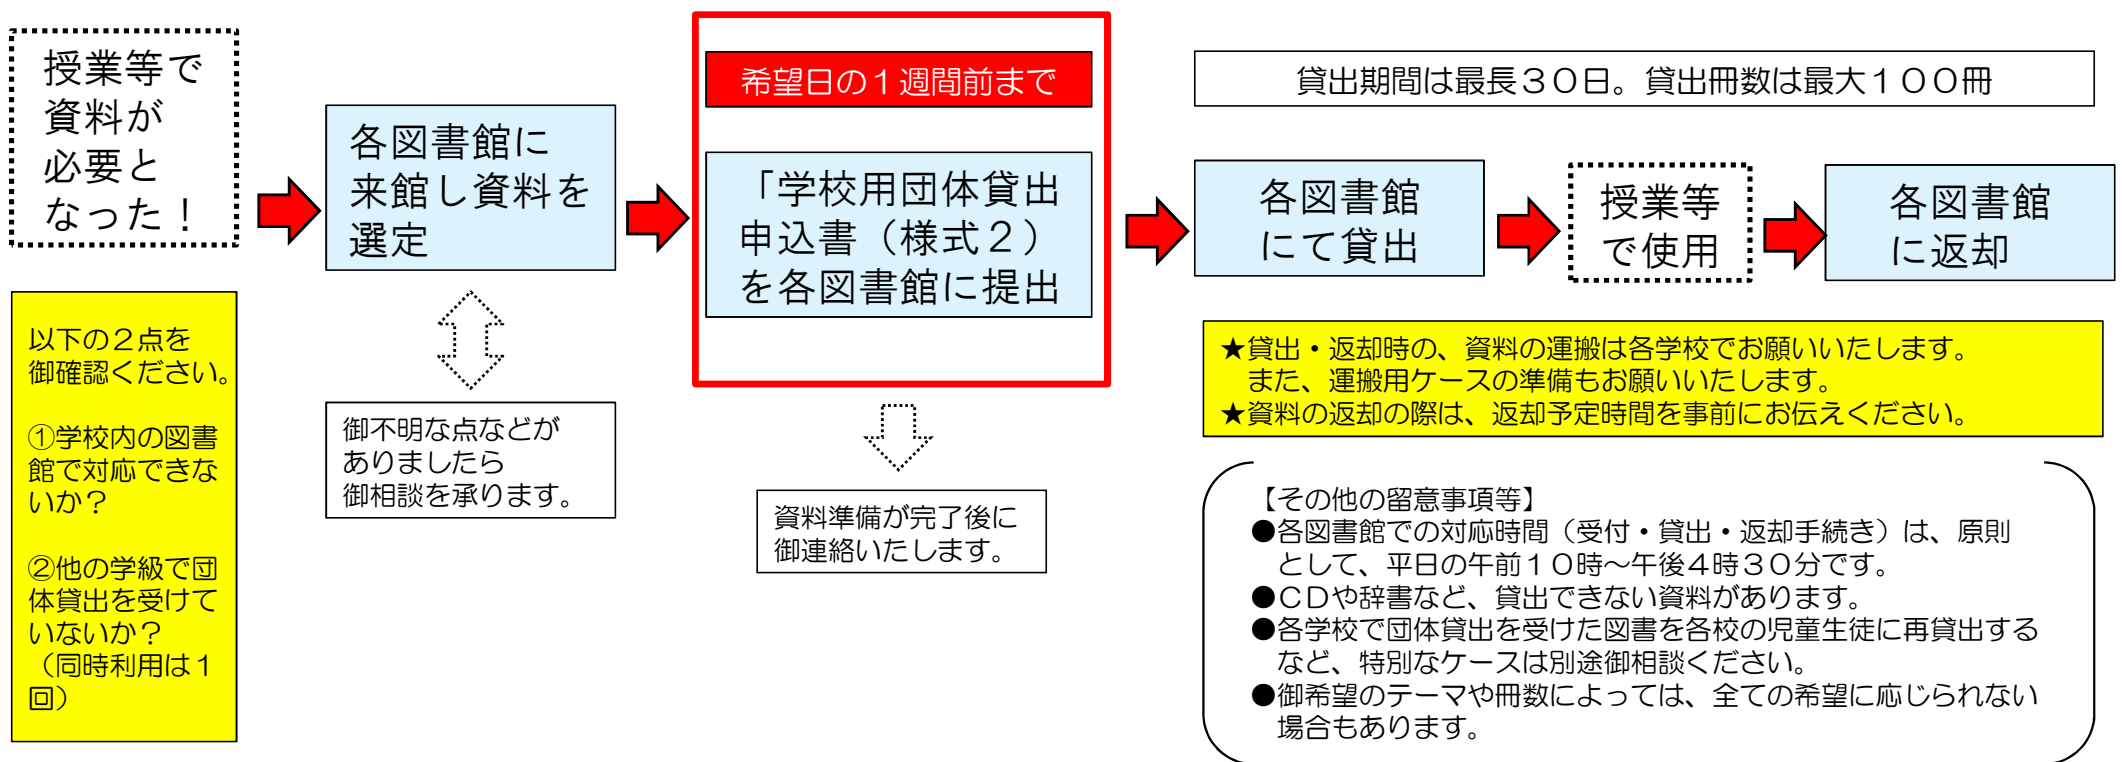 授業等で
資料が
必要と
なった！
以下の２点を
御確認ください。
①学校内の図書
館で対応できな
いか？
②他の学級で団
体貸出を受けて
いないか？
（同時利用は１
回）
各図書館に
来館し資料を
選定
御不明な点などが
ありましたら
御相談を承ります。
希望日の１週間前まで
「学校用団体貸出
申込書（様式２）
を各図書館に提出
資料準備が完了後に
御連絡いたします。
貸出期間は最長３０日。貸出冊数は最大１００冊
各図書館
にて貸出
授業等
で使用
各図書館
に返却
★貸出・返却時の、資料の運搬は各学校でお願いいたします。
また、運搬用ケースの準備もお願いいたします。
★資料の返却の際は、返却予定時間を事前にお伝えください。
【その他の留意事項等】
●各図書館での対応時間（受付・貸出・返却手続き）は、原則
として、平日の午前１０時～午後４時３０分です。
●ＣＤや辞書など、貸出できない資料があります。
●各学校で団体貸出を受けた図書を各校の児童生徒に再貸出する
など、特別なケースは別途御相談ください。
●御希望のテーマや冊数によっては、全ての希望に応じられない
場合もあります。